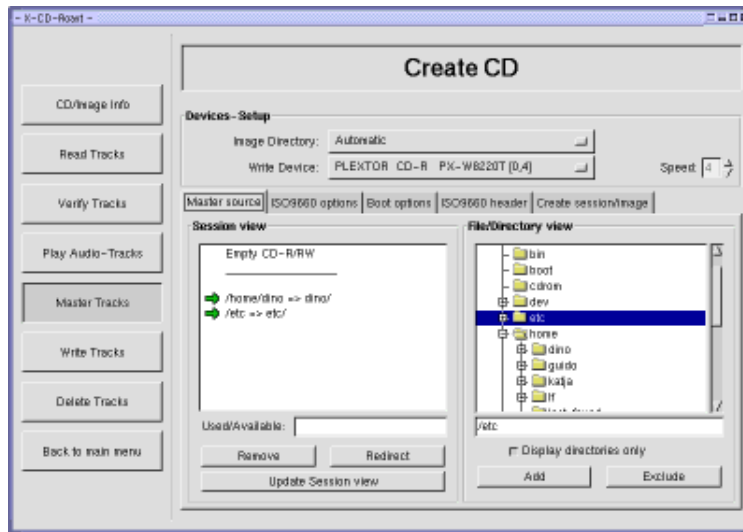 - X-CD-Roast -
Create CD
CD/Image Info
Read Tracks
Verify Tracks
Play Audio-Tracks
Master Tracks
Write Tracks
Delete Tracks
Back to main menu
Devices-Setup
Image Directory: Automatic
Write Device: PLEXTOR CD-R PX-W8220T [0,4] Speed: 4
Master source ISO9660 options Boot options ISO9660 header Create session/image
Session view
Empty CD-R/RW
/home/dino => dino/
/etc => etc/
Used/Available:
Remove Redirect
Update Session view
File/Directory view
bin
boot
cdrom
dev
etc
home
dino
guido
katja
lf
/etc
Display directories only
Add Exclude